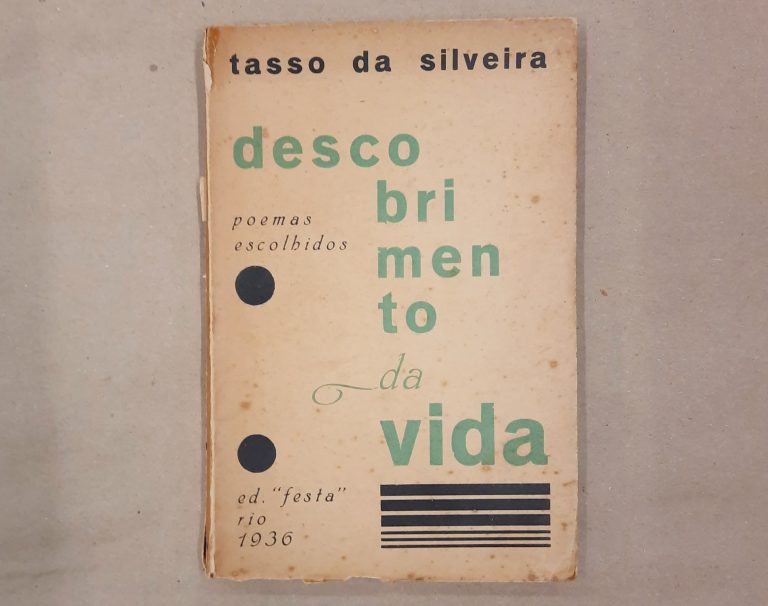 tasso da silveira
desco
bri
men
to
da
vida
poemas
escolhidos
ed. "festa"
rio
1936